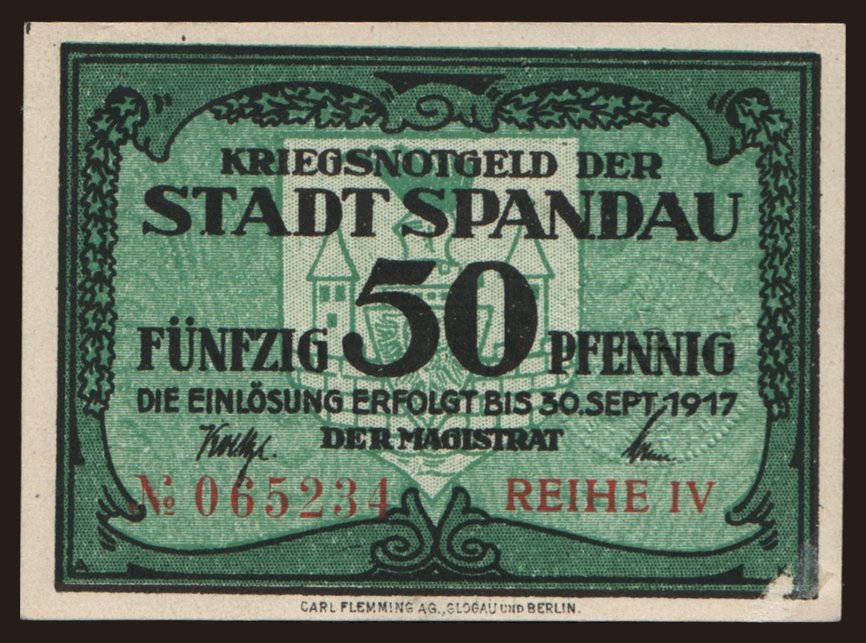 KRIEGSNOTGELD DER
STADT SPANDAU
FÜNFZIG 50 PFENNIG
DIE EINLÖSUNG ERFOLGT BIS 30. SEPT. 1917
DER MAGISTRAT
№ 065234 REIHE IV
CARL FLEMMING AG., GLOGAU UND BERLIN.